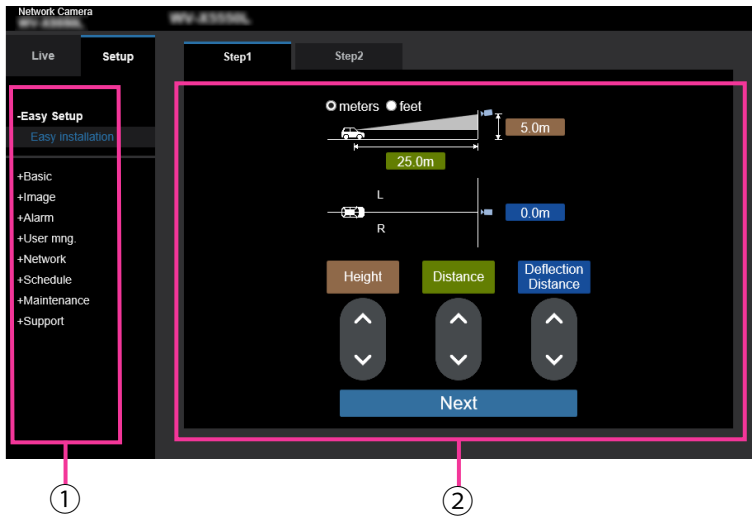 Network Camera
Live
Setup
Step1
Step2
-Easy Setup
Easy installation
+Basic
+Image
+Alarm
+User mng.
+Network
+Schedule
+Maintenance
+Support
meters
feet
5.0m
25.0m
L
R
0.0m
Height
Distance
Deflection
Distance
Next
①
②